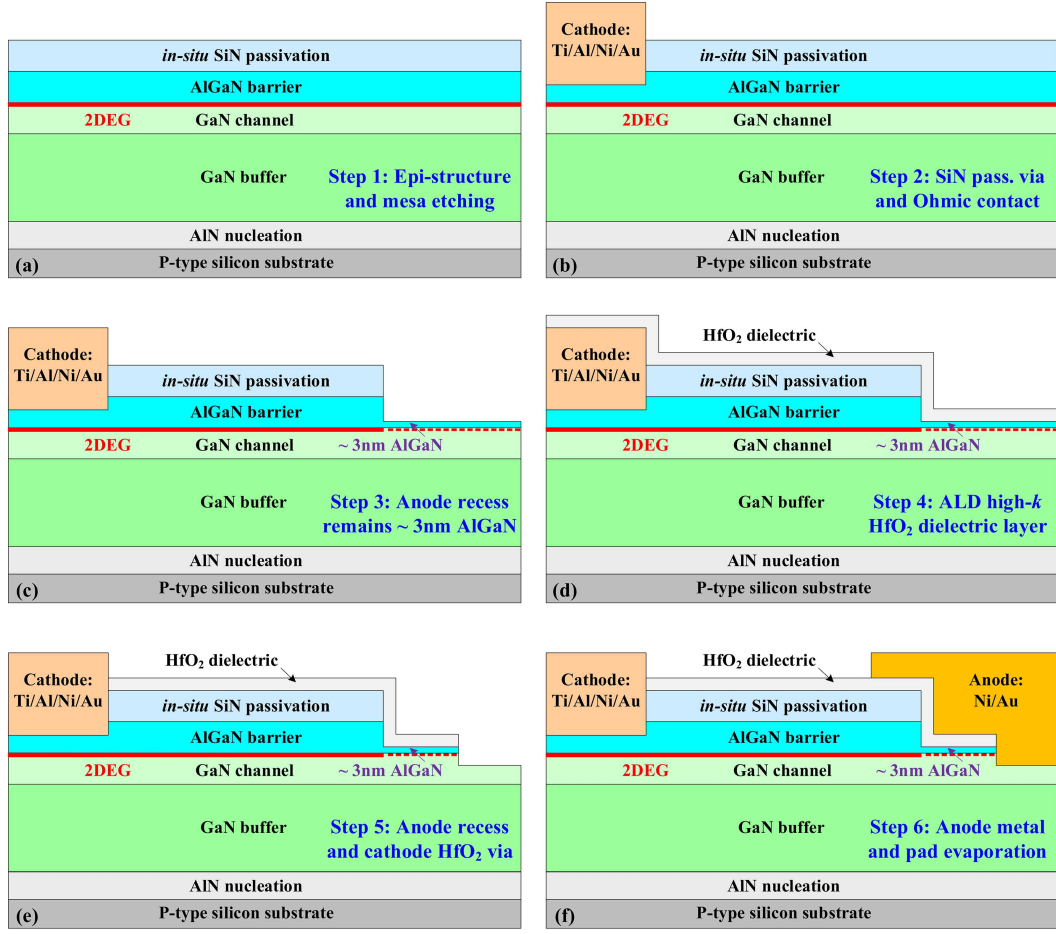 in-situ SiN passivation
AlGaN barrier
2DEG GaN channel
GaN buffer
Step 1: Epi-structure
and mesa etching
AlN nucleation
(a) P-type silicon substrate
Cathode:
Ti/Al/Ni/Au
in-situ SiN passivation
AlGaN barrier
2DEG GaN channel
GaN buffer
Step 2: SiN pass. via
and Ohmic contact
AlN nucleation
(b) P-type silicon substrate
Cathode:
Ti/Al/Ni/Au
in-situ SiN passivation
AlGaN barrier
2DEG GaN channel ~ 3nm AlGaN
GaN buffer
Step 3: Anode recess
remains ~ 3nm AlGaN
AlN nucleation
(c) P-type silicon substrate
HfO₂ dielectric
Cathode:
Ti/Al/Ni/Au
in-situ SiN passivation
AlGaN barrier
2DEG GaN channel ~ 3nm AlGaN
GaN buffer
Step 4: ALD high-k
HfO₂ dielectric layer
AlN nucleation
(d) P-type silicon substrate
HfO₂ dielectric
Cathode:
Ti/Al/Ni/Au
in-situ SiN passivation
AlGaN barrier
2DEG GaN channel ~ 3nm AlGaN
GaN buffer
Step 5: Anode recess
and cathode HfO₂ via
AlN nucleation
(e) P-type silicon substrate
HfO₂ dielectric
Cathode:
Ti/Al/Ni/Au
Anode:
Ni/Au
in-situ SiN passivation
AlGaN barrier
2DEG GaN channel ~ 3nm AlGaN
GaN buffer
Step 6: Anode metal
and pad evaporation
AlN nucleation
(f) P-type silicon substrate